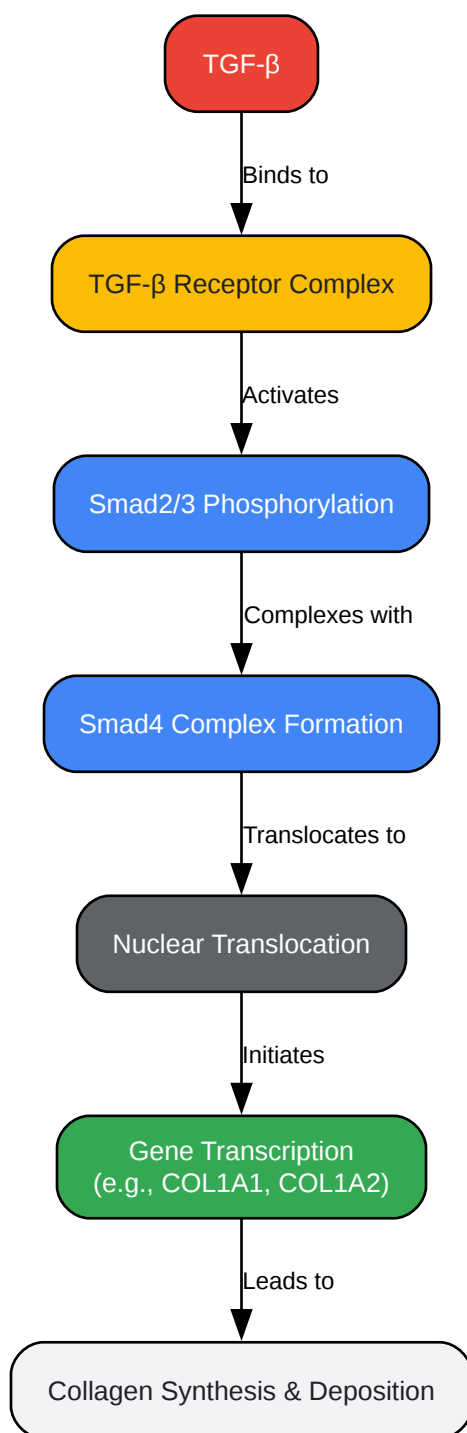 TGF-β
Binds to
TGF-β Receptor Complex
Activates
Smad2/3 Phosphorylation
Complexes with
Smad4 Complex Formation
Translocates to
Nuclear Translocation
Initiates
Gene Transcription
(e.g., COL1A1, COL1A2)
Leads to
Collagen Synthesis & Deposition